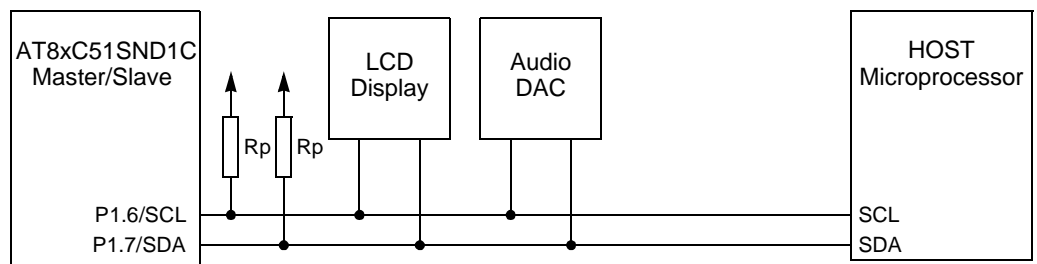 AT8xC51SND1C
Master/Slave
Rp
Rp
LCD
Display
Audio
DAC
HOST
Microprocessor
P1.6/SCL
P1.7/SDA
SCL
SDA